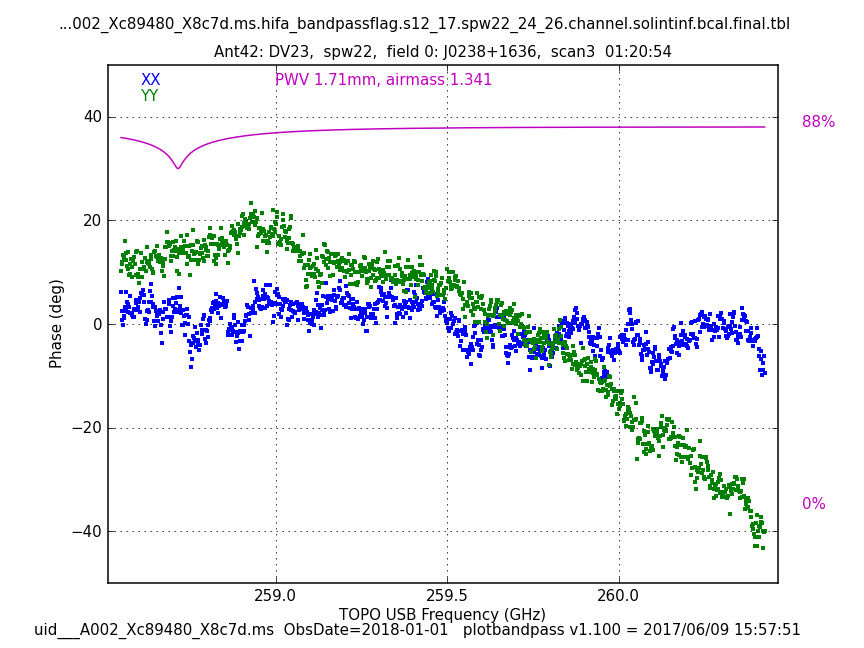 ...002_Xc89480_X8c7d.ms.hifa_bandpassflag.s12_17.spw22_24_26.channel.solintinf.bcal.final.tbl
Ant42: DV23,  spw22,  field 0: J0238+1636,  scan3  01:20:54
XX
PWV 1.71mm, airmass 1.341
YY
40
88%
20
0
Phase (deg)
−20
0%
−40
259.0
259.5
260.0
TOPO USB Frequency (GHz)
uid___A002_Xc89480_X8c7d.ms  ObsDate=2018-01-01   plotbandpass v1.100 = 2017/06/09 15:57:51